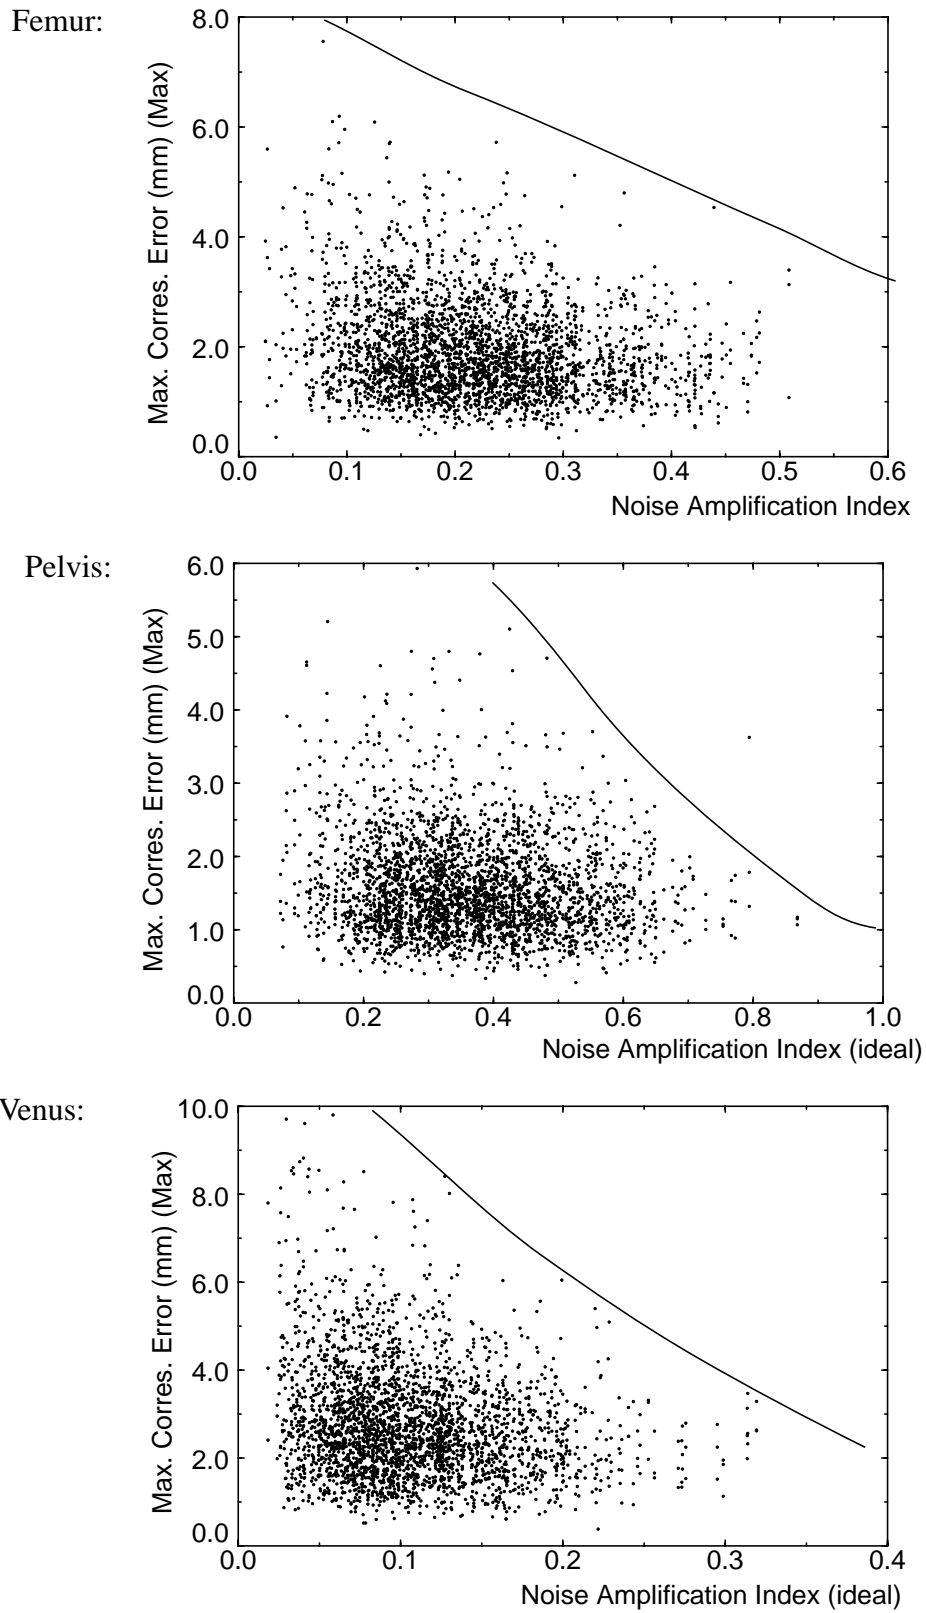 Femur:
Max. Corres. Error (mm) (Max)
8.0
6.0
4.0
2.0
0.0
0.0 0.1 0.2 0.3 0.4 0.5 0.6
Noise Amplification Index
Pelvis:
Max. Corres. Error (mm) (Max)
6.0
5.0
4.0
3.0
2.0
1.0
0.0
0.0 0.2 0.4 0.6 0.8 1.0
Noise Amplification Index (ideal)
Venus:
Max. Corres. Error (mm) (Max)
10.0
8.0
6.0
4.0
2.0
0.0
0.0 0.1 0.2 0.3 0.4
Noise Amplification Index (ideal)